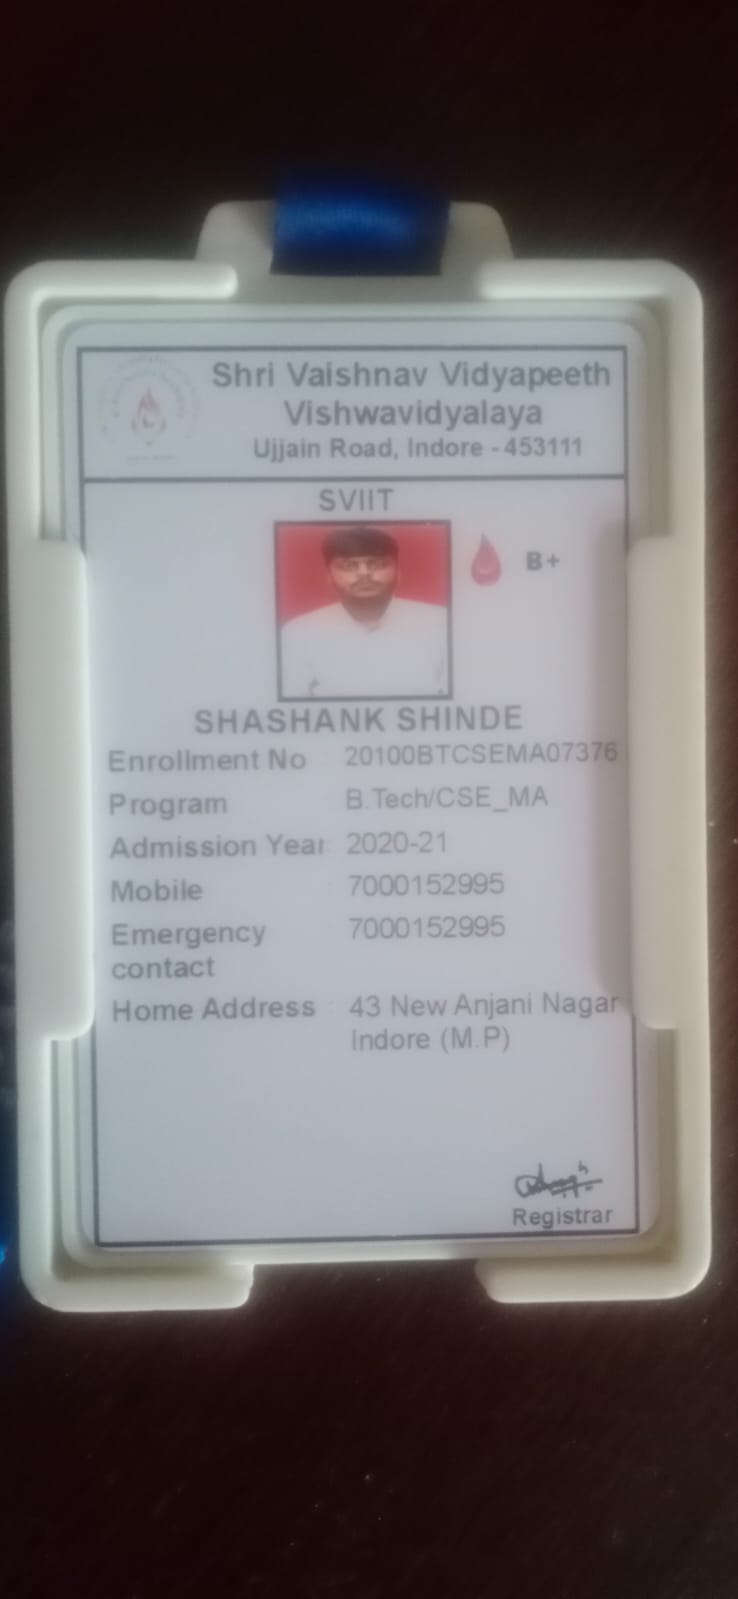 Shri Vaishnav Vidyapeeth
Vishwavidyalaya
Ujjain Road, Indore - 453111
SVIIT
B+
SHASHANK SHINDE
Enrollment No : 20100BTCSEMA07376
Program : B.Tech/CSE_MA
Admission Year : 2020-21
Mobile : 7000152995
Emergency : 7000152995
contact
Home Address : 43 New Anjani Nagar
Indore (M.P)
Registrar